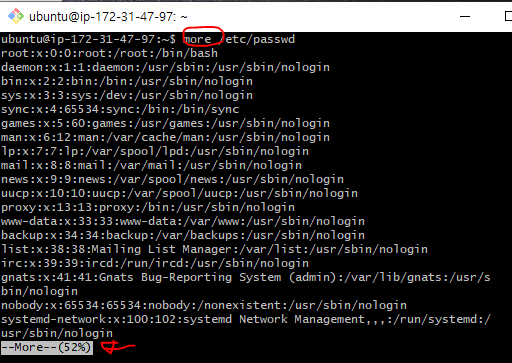 ubuntu@ip-172-31-47-97: ~
ubuntu@ip-172-31-47-97:~$ more /etc/passwd
root:x:0:0:root:/root:/bin/bash
daemon:x:1:1:daemon:/usr/sbin:/usr/sbin/nologin
bin:x:2:2:bin:/bin:/usr/sbin/nologin
sys:x:3:3:sys:/dev:/usr/sbin/nologin
sync:x:4:65534:sync:/bin:/bin/sync
games:x:5:60:games:/usr/games:/usr/sbin/nologin
man:x:6:12:man:/var/cache/man:/usr/sbin/nologin
lp:x:7:7:lp:/var/spool/lpd:/usr/sbin/nologin
mail:x:8:8:mail:/var/mail:/usr/sbin/nologin
news:x:9:9:news:/var/spool/news:/usr/sbin/nologin
uucp:x:10:10:uucp:/var/spool/uucp:/usr/sbin/nologin
proxy:x:13:13:proxy:/bin:/usr/sbin/nologin
www-data:x:33:33:www-data:/var/www:/usr/sbin/nologin
backup:x:34:34:backup:/var/backups:/usr/sbin/nologin
list:x:38:38:Mailing List Manager:/var/list:/usr/sbin/nologin
irc:x:39:39:ircd:/run/ircd:/usr/sbin/nologin
gnats:x:41:41:Gnats Bug-Reporting System (admin):/var/lib/gnats:/usr/s
bin/nologin
nobody:x:65534:65534:nobody:/nonexistent:/usr/sbin/nologin
systemd-network:x:100:102:systemd Network Management,,,:/run/systemd:/
usr/sbin/nologin
--More--(52%)